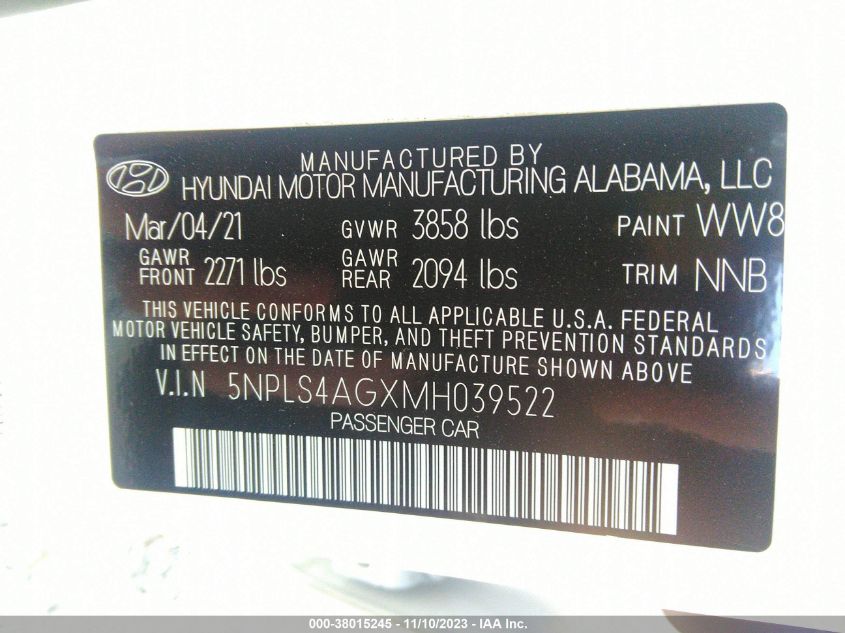 MANUFACTURED BY
HYUNDAI MOTOR MANUFACTURING ALABAMA, LLC
Mar/04/21 GVWR 3858 lbs PAINT WW8
GAWR FRONT 2271 lbs GAWR REAR 2094 lbs TRIM NNB
THIS VEHICLE CONFORMS TO ALL APPLICABLE U.S.A. FEDERAL
MOTOR VEHICLE SAFETY, BUMPER, AND THEFT PREVENTION STANDARDS
IN EFFECT ON THE DATE OF MANUFACTURE SHOWN ABOVE
V.I.N 5NPLS4AGXMH039522
PASSENGER CAR
000-38015245 - 11/10/2023 - IAA Inc.